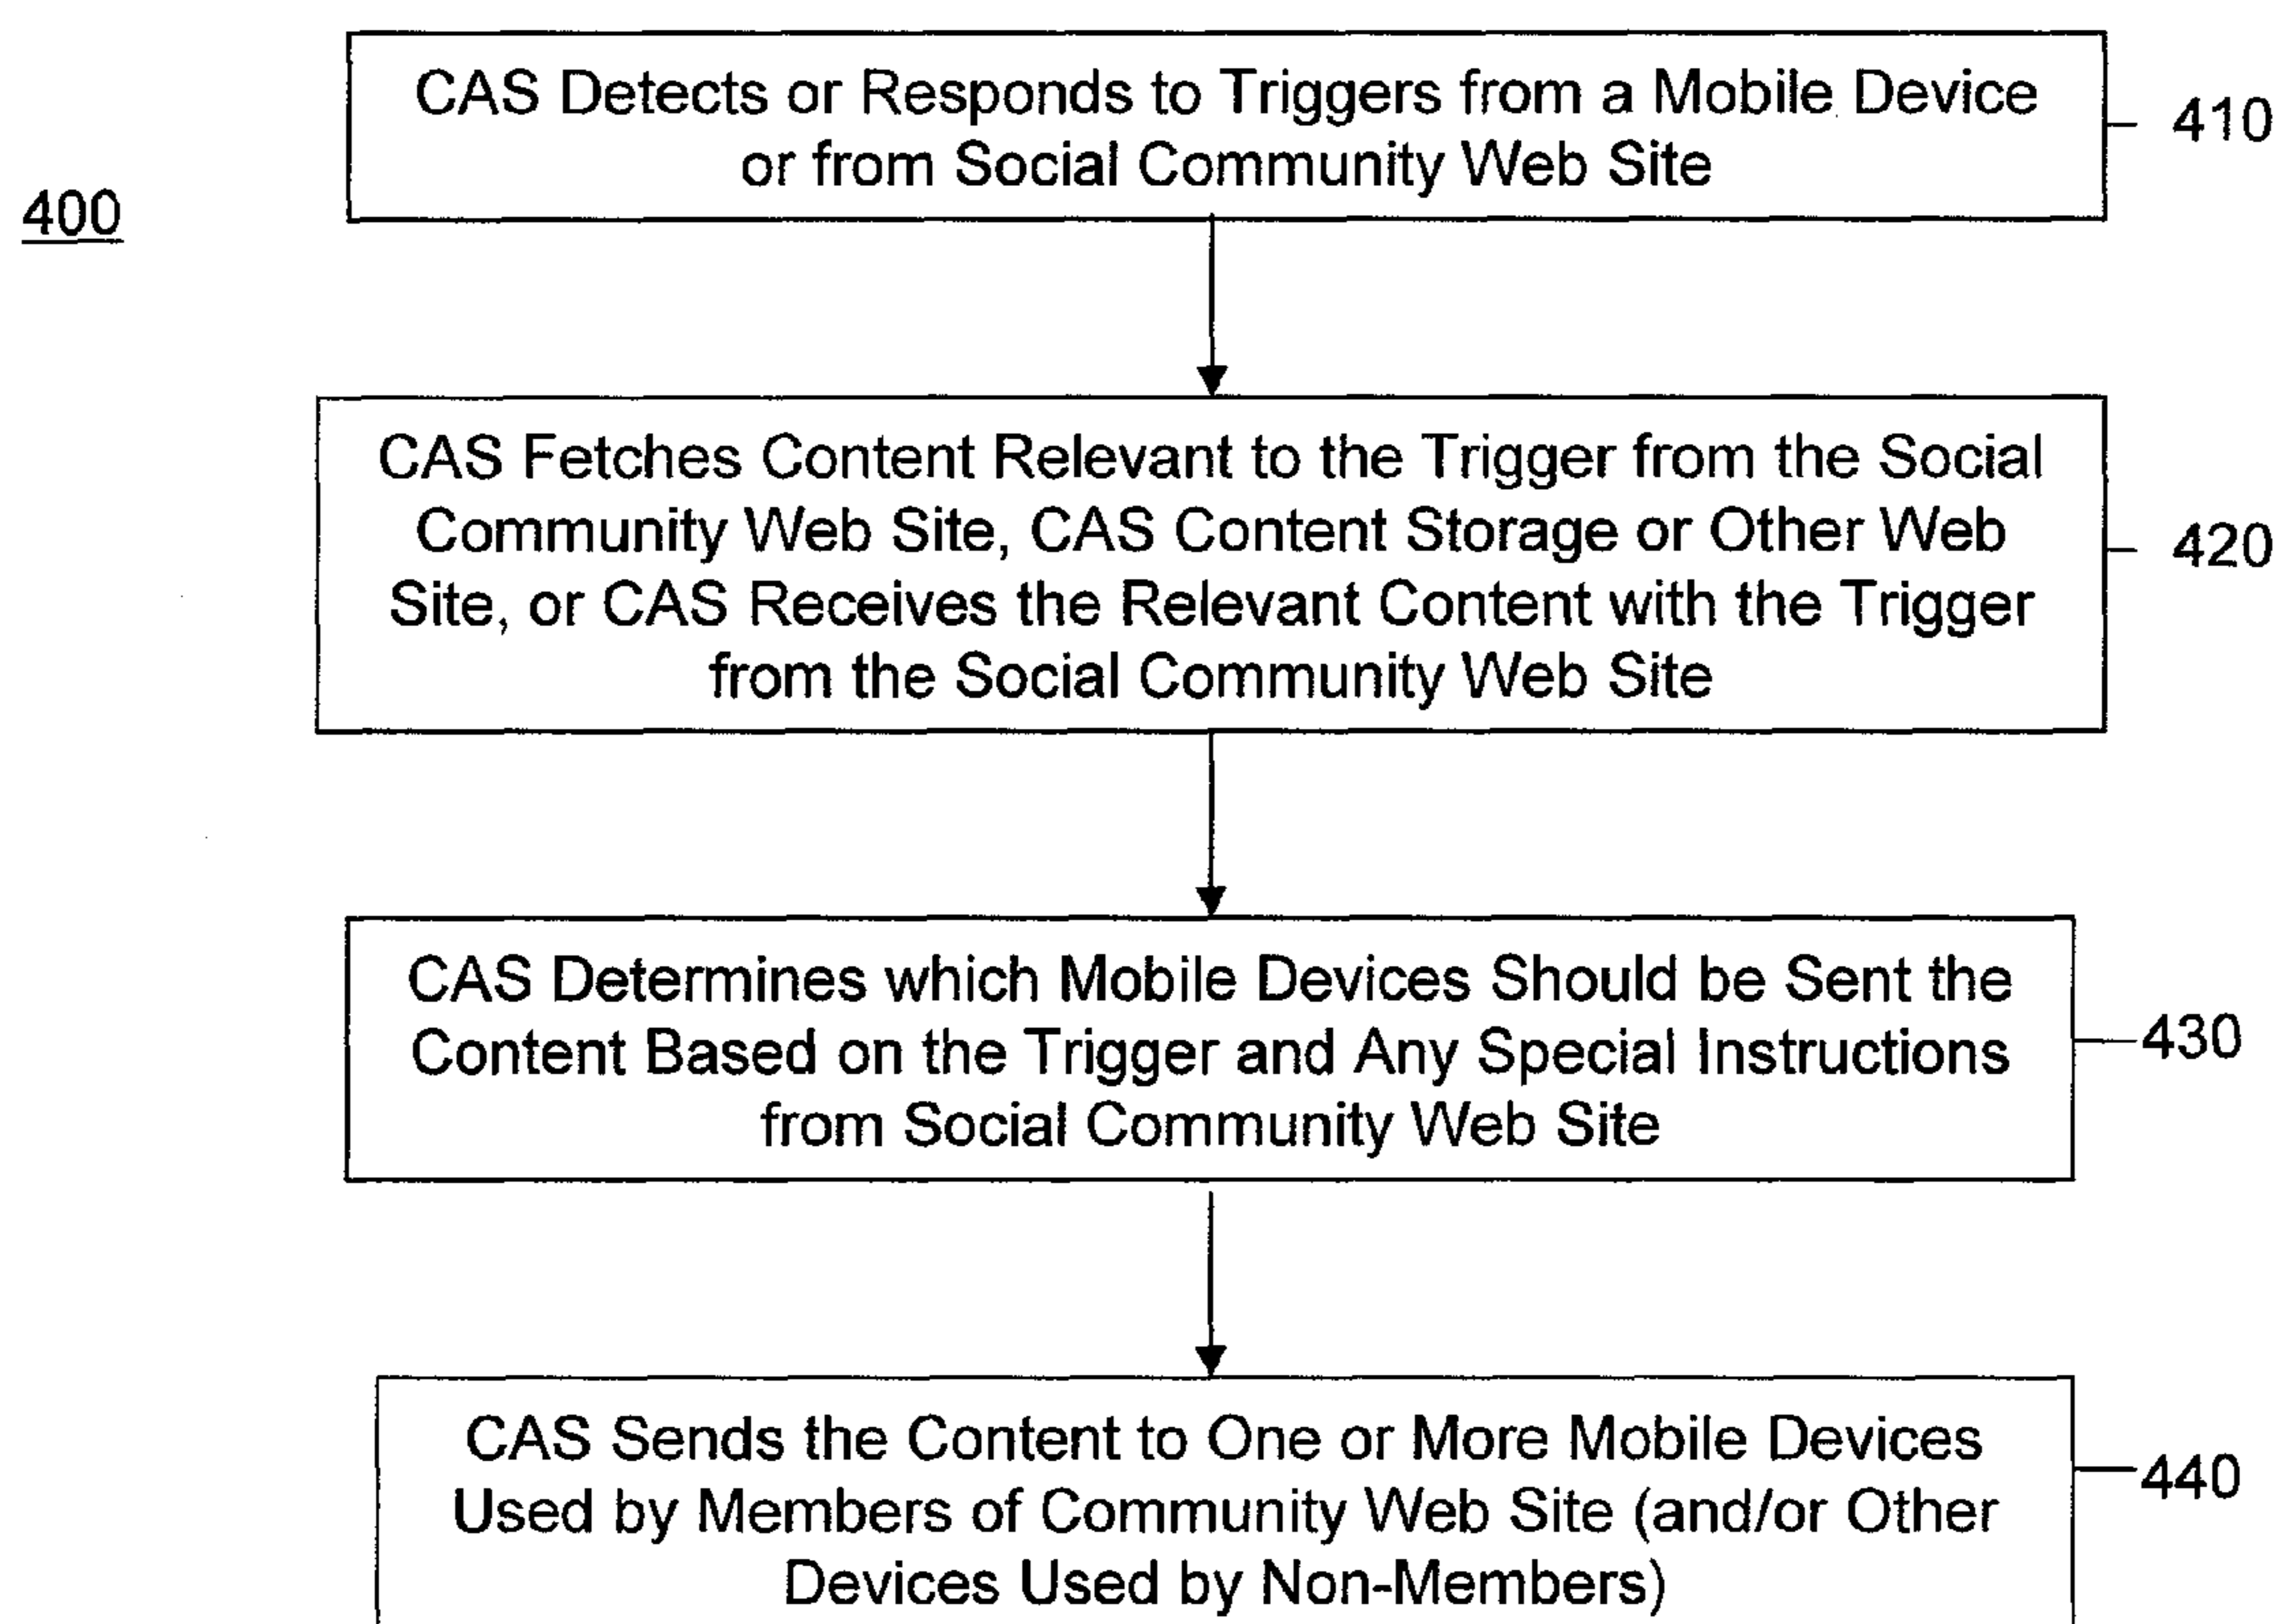 CAS Detects or Responds to Triggers from a Mobile Device
or from Social Community Web Site
410
400
CAS Fetches Content Relevant to the Trigger from the Social
Community Web Site, CAS Content Storage or Other Web
Site, or CAS Receives the Relevant Content with the Trigger
from the Social Community Web Site
420
CAS Determines which Mobile Devices Should be Sent the
Content Based on the Trigger and Any Special Instructions
from Social Community Web Site
430
CAS Sends the Content to One or More Mobile Devices
Used by Members of Community Web Site (and/or Other
Devices Used by Non-Members)
440